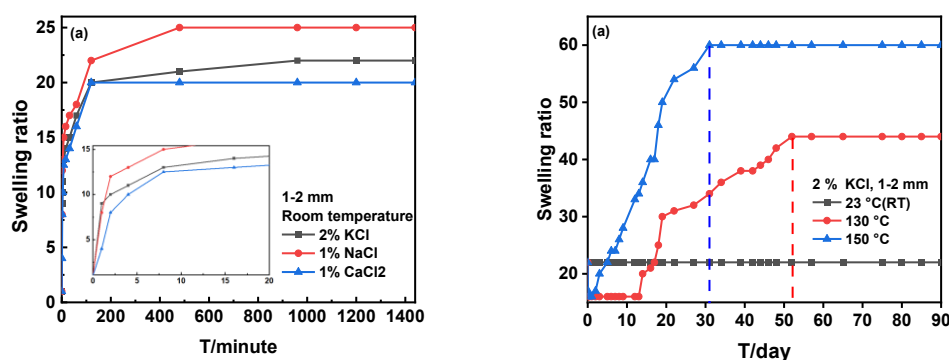 (a)
Swelling ratio
25
20
15
10
5
0
10
5
0
0 5 10 15 20
1-2 mm
Room temperature
2% KCl
1% NaCl
1% CaCl2
0 200 400 600 800 1000 1200 1400
T/minute
(a)
Swelling ratio
60
50
40
30
20
2 % KCl, 1-2 mm
23 °C(RT)
130 °C
150 °C
0 10 20 30 40 50 60 70 80 90
T/day